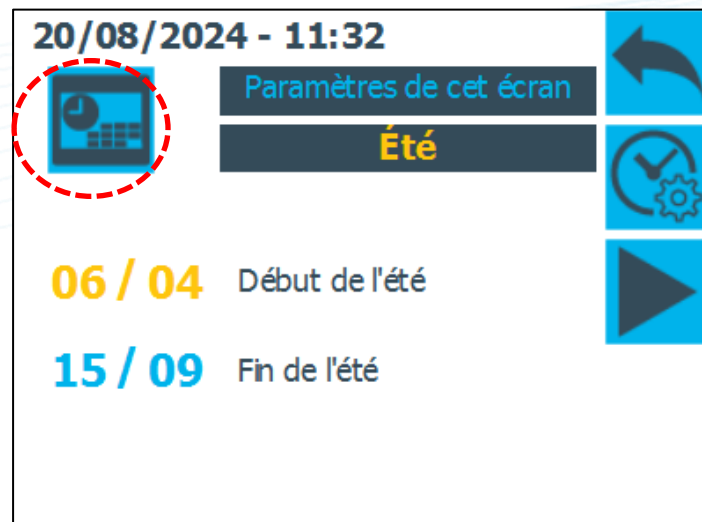 20/08/2024 - 11:32
Paramètres de cet écran
Été
06 / 04 Début de l'été
15 / 09 Fin de l'été